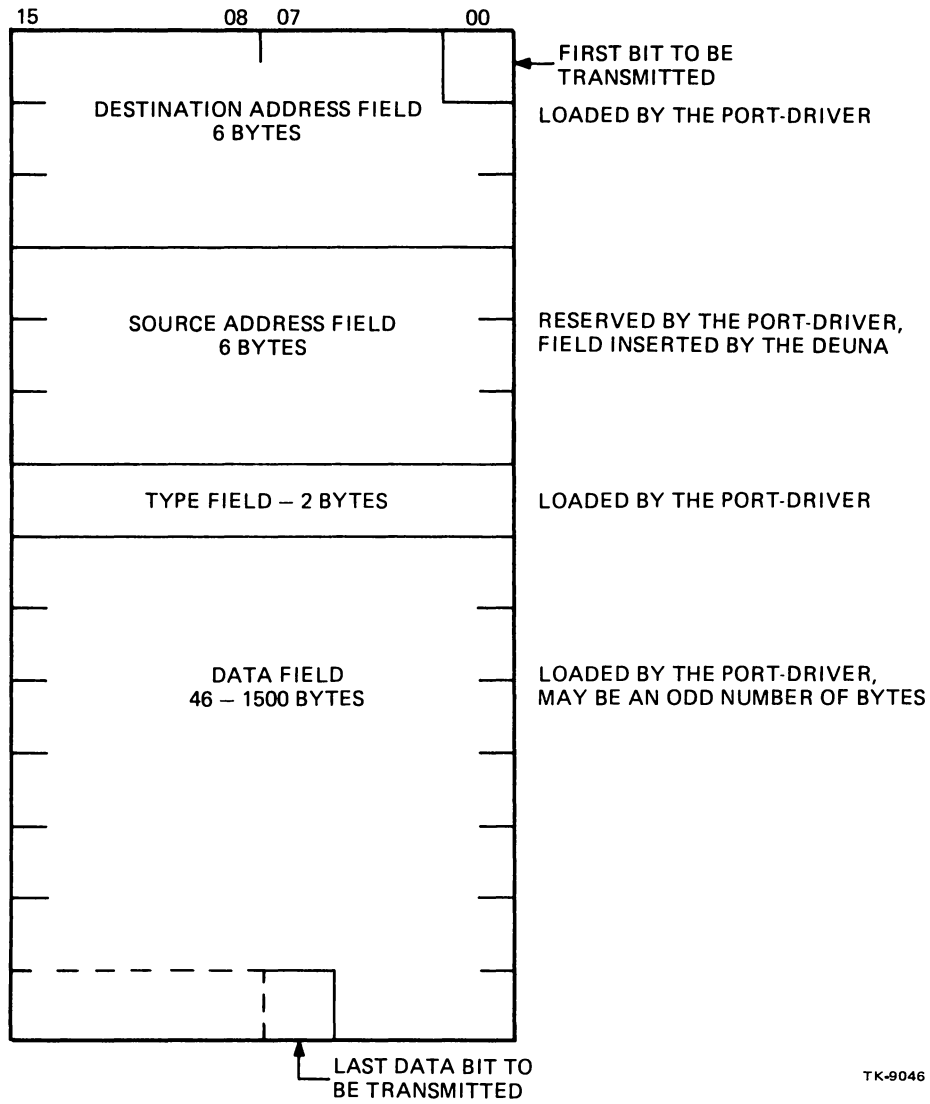 15 08 07 00
FIRST BIT TO BE
TRANSMITTED
DESTINATION ADDRESS FIELD
6 BYTES
LOADED BY THE PORT-DRIVER
SOURCE ADDRESS FIELD
6 BYTES
RESERVED BY THE PORT-DRIVER,
FIELD INSERTED BY THE DEUNA
TYPE FIELD — 2 BYTES
LOADED BY THE PORT-DRIVER
DATA FIELD
46 — 1500 BYTES
LOADED BY THE PORT-DRIVER,
MAY BE AN ODD NUMBER OF BYTES
LAST DATA BIT TO
BE TRANSMITTED
TK-9046